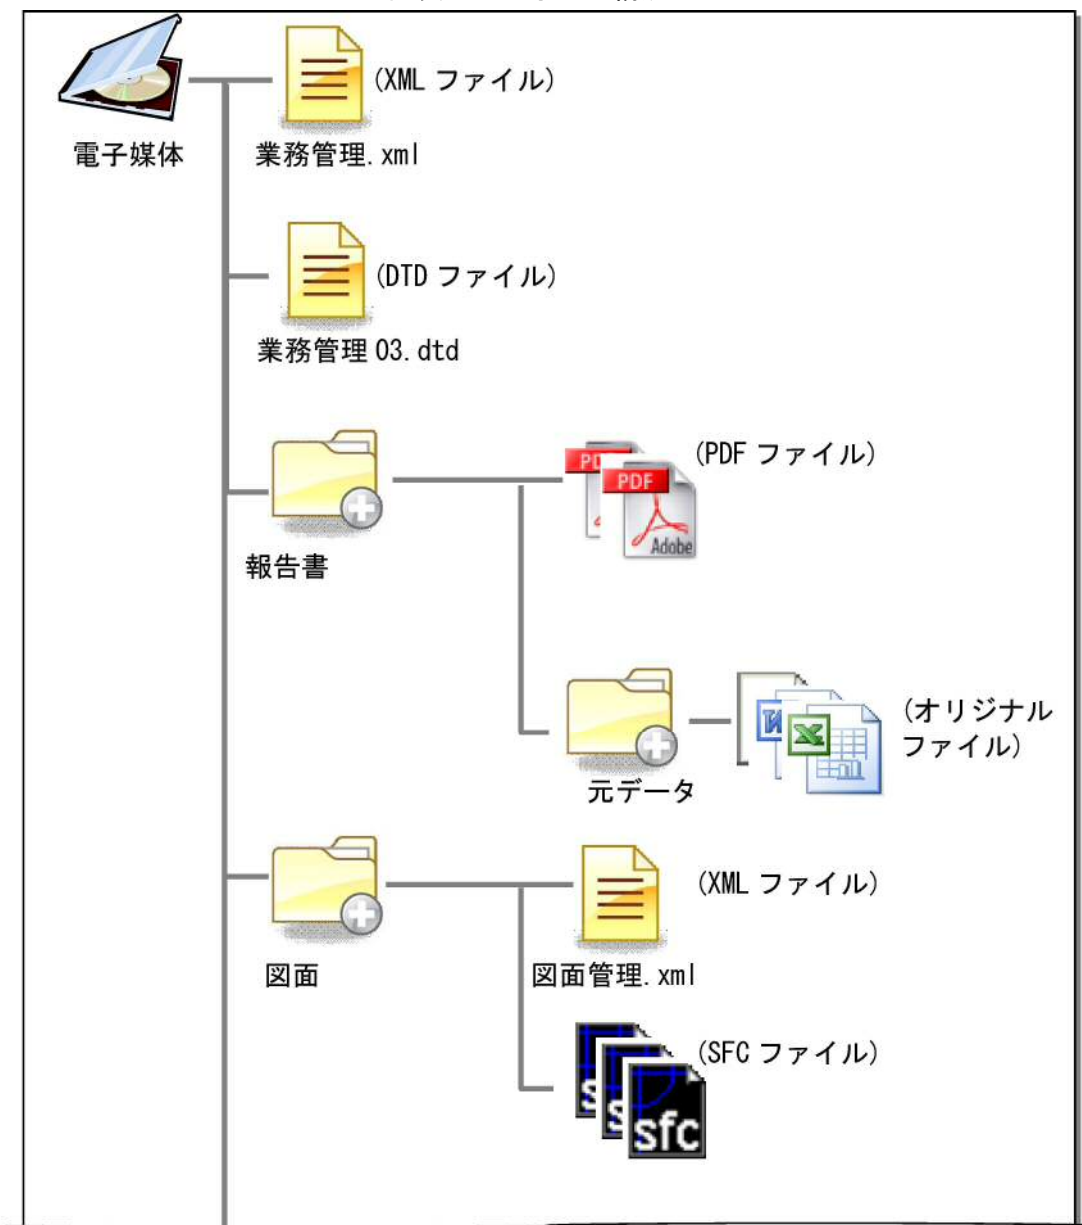 (XML ファイル)
電子媒体
業務管理.xml
(DTD ファイル)
業務管理 03.dtd
(PDF ファイル)
PDF
Adobe
報告書
(オリジナル
ファイル)
元データ
(XML ファイル)
図面
図面管理.xml
(SFC ファイル)
sfc